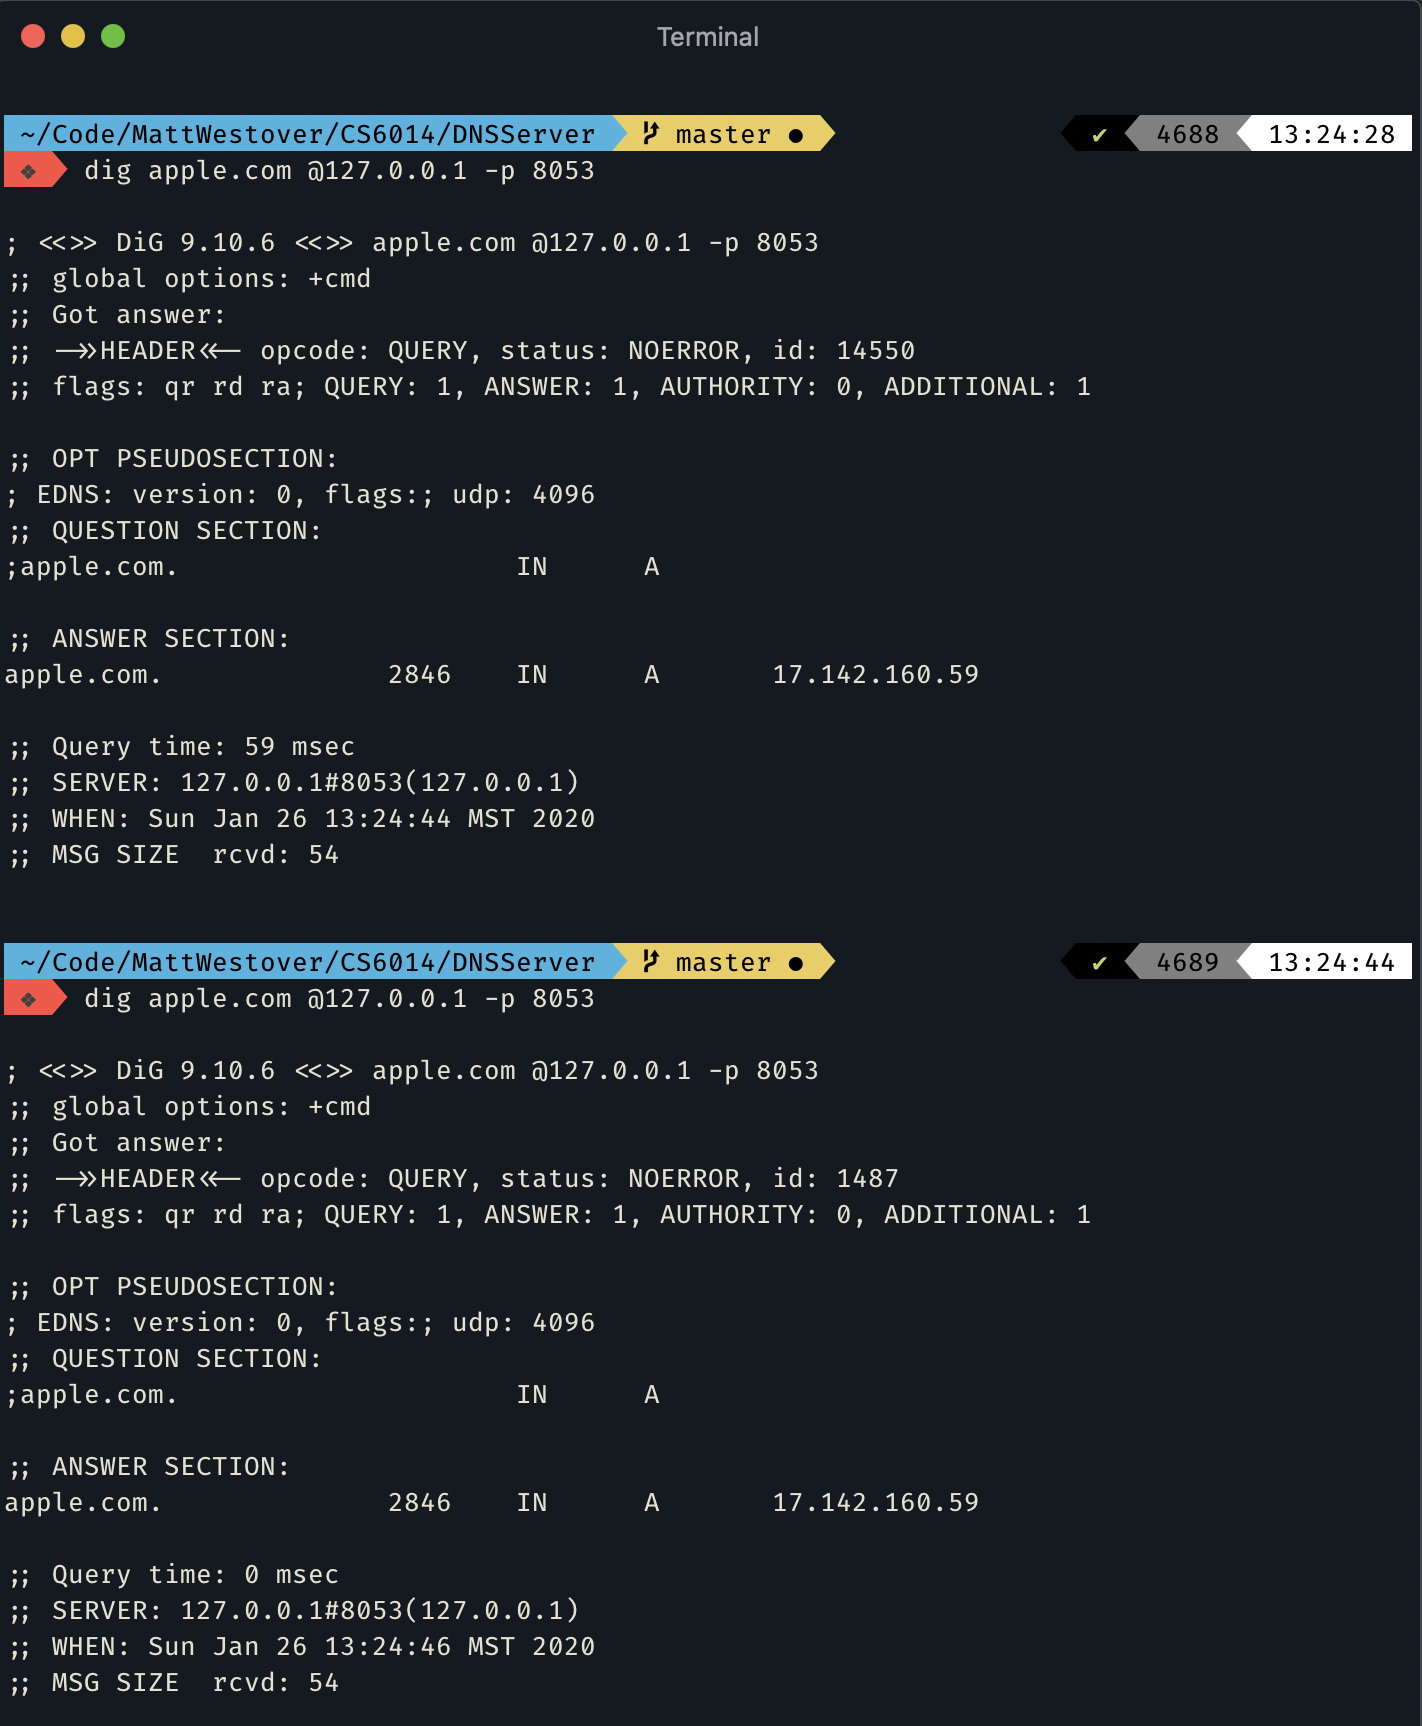 Terminal
~/Code/MattWestover/CS6014/DNSServer master ● ✔ 4688 13:24:28
❖ dig apple.com @127.0.0.1 -p 8053
; <<>> DiG 9.10.6 <<>> apple.com @127.0.0.1 -p 8053
;; global options: +cmd
;; Got answer:
;; ->>HEADER<<- opcode: QUERY, status: NOERROR, id: 14550
;; flags: qr rd ra; QUERY: 1, ANSWER: 1, AUTHORITY: 0, ADDITIONAL: 1
;; OPT PSEUDOSECTION:
; EDNS: version: 0, flags:; udp: 4096
;; QUESTION SECTION:
;apple.com. IN A
;; ANSWER SECTION:
apple.com. 2846 IN A 17.142.160.59
;; Query time: 59 msec
;; SERVER: 127.0.0.1#8053(127.0.0.1)
;; WHEN: Sun Jan 26 13:24:44 MST 2020
;; MSG SIZE  rcvd: 54
~/Code/MattWestover/CS6014/DNSServer master ● ✔ 4689 13:24:44
❖ dig apple.com @127.0.0.1 -p 8053
; <<>> DiG 9.10.6 <<>> apple.com @127.0.0.1 -p 8053
;; global options: +cmd
;; Got answer:
;; ->>HEADER<<- opcode: QUERY, status: NOERROR, id: 1487
;; flags: qr rd ra; QUERY: 1, ANSWER: 1, AUTHORITY: 0, ADDITIONAL: 1
;; OPT PSEUDOSECTION:
; EDNS: version: 0, flags:; udp: 4096
;; QUESTION SECTION:
;apple.com. IN A
;; ANSWER SECTION:
apple.com. 2846 IN A 17.142.160.59
;; Query time: 0 msec
;; SERVER: 127.0.0.1#8053(127.0.0.1)
;; WHEN: Sun Jan 26 13:24:46 MST 2020
;; MSG SIZE  rcvd: 54